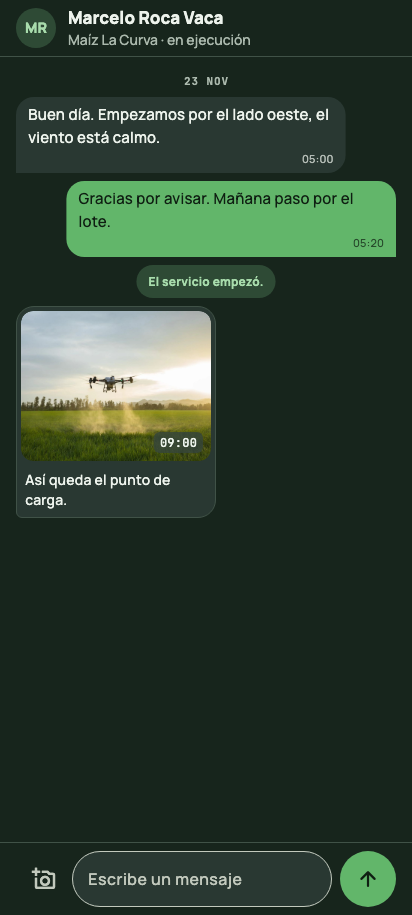 MR
Marcelo Roca Vaca
Maíz La Curva · en ejecución
23 NOV
Buen día. Empezamos por el lado oeste, el
viento está calmo.
05:00
Gracias por avisar. Mañana paso por el
lote.
05:20
El servicio empezó.
09:00
Así queda el punto de
carga.
Escribe un mensaje